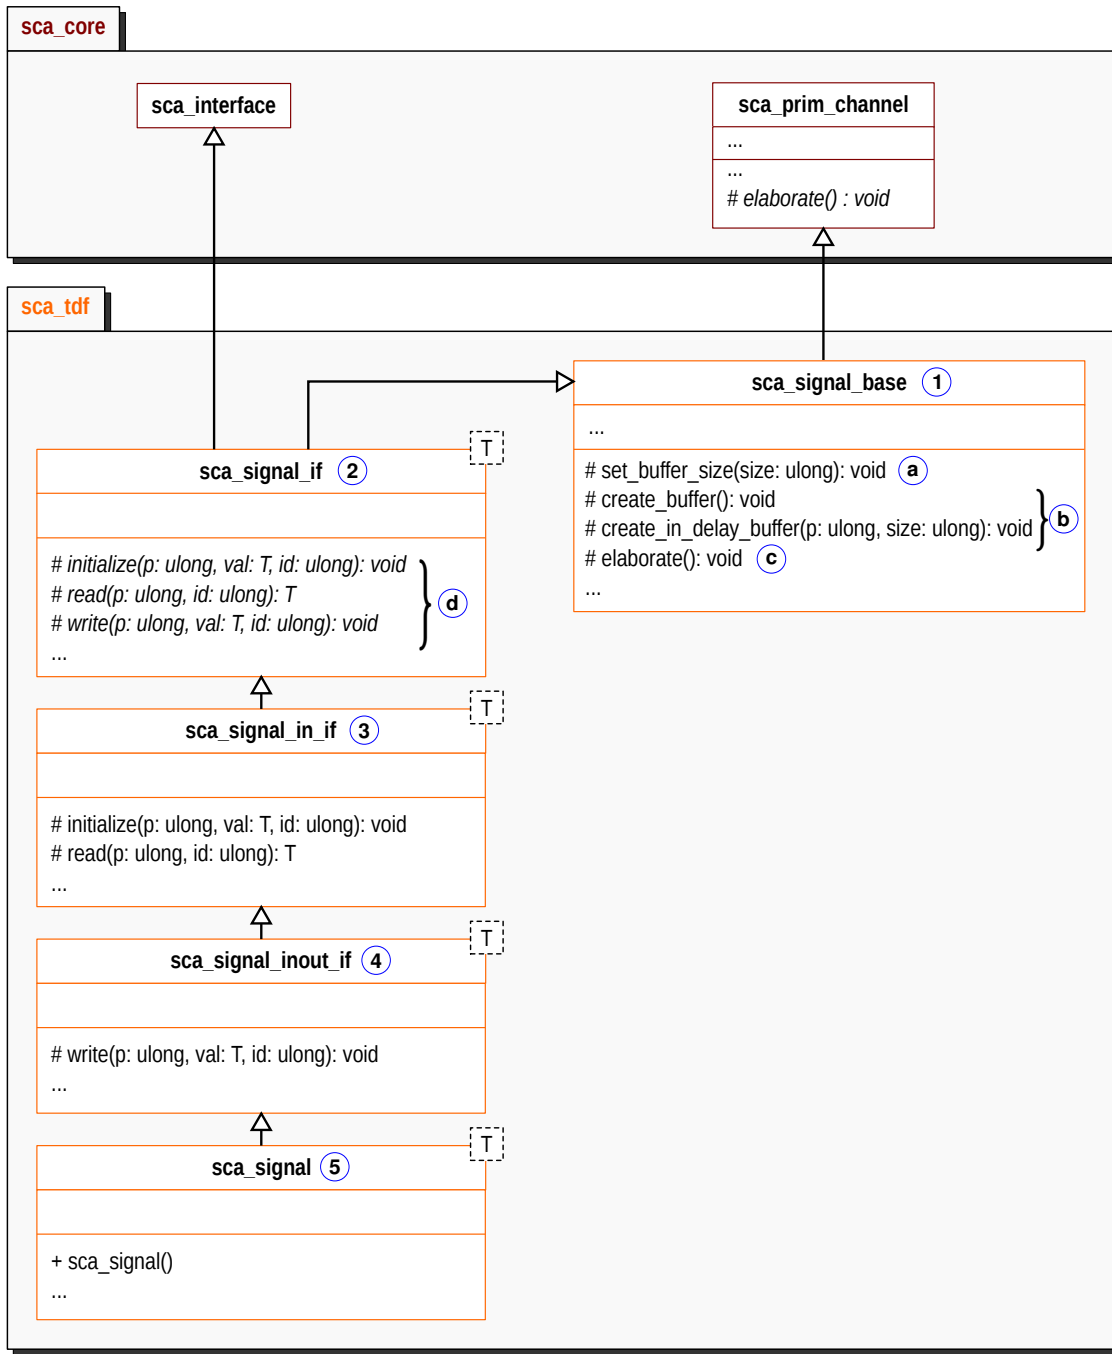 sca_core
sca_interface
sca_prim_channel
...
...
# elaborate() : void
sca_tdf
sca_signal_base 1
...
# set_buffer_size(size: ulong): void a
# create_buffer(): void
# create_in_delay_buffer(p: ulong, size: ulong): void
b
# elaborate(): void c
...
T
sca_signal_if 2
# initialize(p: ulong, val: T, id: ulong): void
# read(p: ulong, id: ulong): T
# write(p: ulong, val: T, id: ulong): void
d
...
T
sca_signal_in_if 3
# initialize(p: ulong, val: T, id: ulong): void
# read(p: ulong, id: ulong): T
...
T
sca_signal_inout_if 4
# write(p: ulong, val: T, id: ulong): void
...
T
sca_signal 5
+ sca_signal()
...